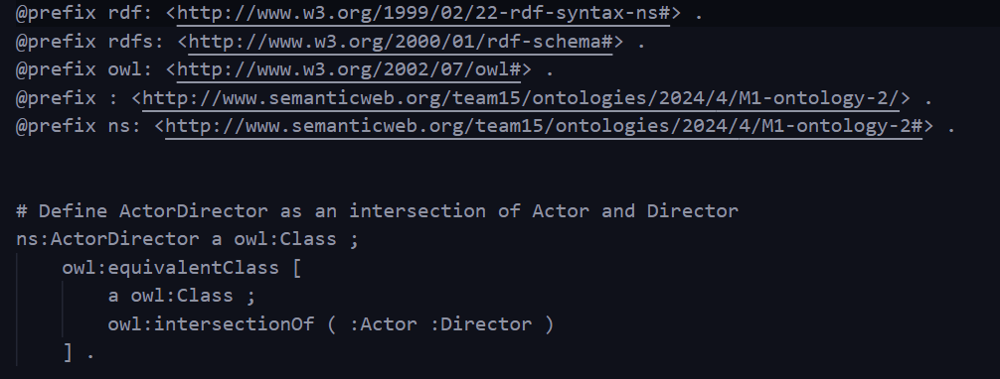 @prefix rdf: <http://www.w3.org/1999/02/22-rdf-syntax-ns#> .
@prefix rdfs: <http://www.w3.org/2000/01/rdf-schema#> .
@prefix owl: <http://www.w3.org/2002/07/owl#> .
@prefix : <http://www.semanticweb.org/team15/ontologies/2024/4/M1-ontology-2/> .
@prefix ns: <http://www.semanticweb.org/team15/ontologies/2024/4/M1-ontology-2#> .
# Define ActorDirector as an intersection of Actor and Director
ns:ActorDirector a owl:Class ;
    owl:equivalentClass [
        a owl:Class ;
        owl:intersectionOf ( :Actor :Director )
    ] .